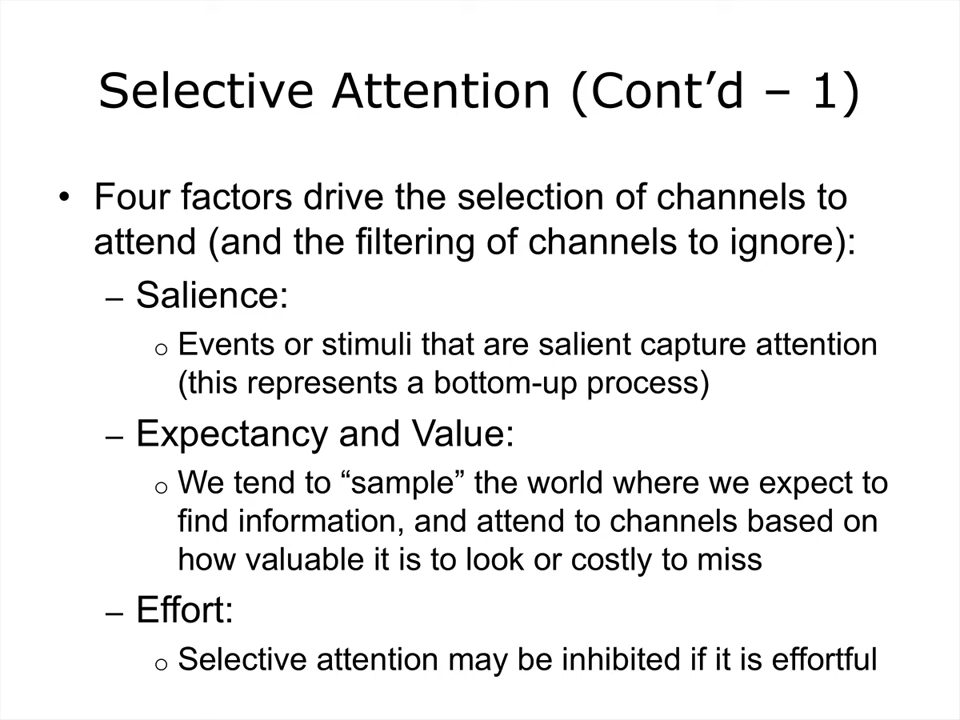 Selective Attention (Cont’d – 1)
• Four factors drive the selection of channels to
attend (and the filtering of channels to ignore):
– Salience:
o Events or stimuli that are salient capture attention
(this represents a bottom-up process)
– Expectancy and Value:
o We tend to “sample” the world where we expect to
find information, and attend to channels based on
how valuable it is to look or costly to miss
– Effort:
o Selective attention may be inhibited if it is effortful